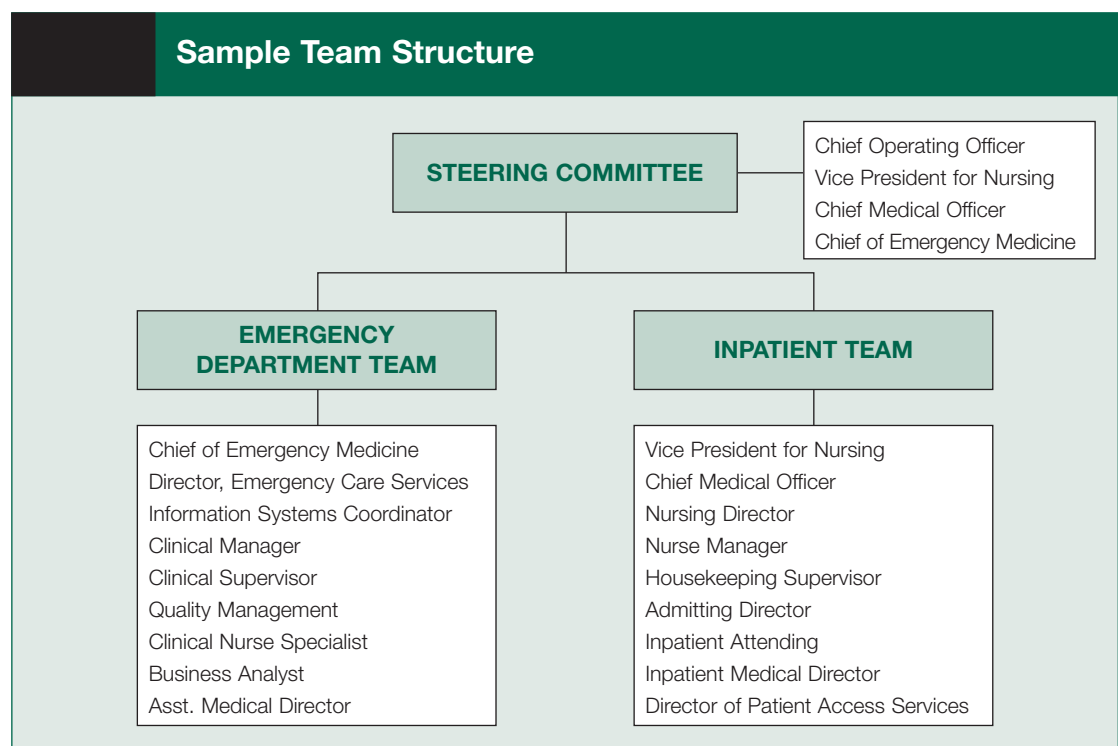 Sample Team Structure
STEERING COMMITTEE
Chief Operating Officer
Vice President for Nursing
Chief Medical Officer
Chief of Emergency Medicine
EMERGENCY
DEPARTMENT TEAM
Chief of Emergency Medicine
Director, Emergency Care Services
Information Systems Coordinator
Clinical Manager
Clinical Supervisor
Quality Management
Clinical Nurse Specialist
Business Analyst
Asst. Medical Director
INPATIENT TEAM
Vice President for Nursing
Chief Medical Officer
Nursing Director
Nurse Manager
Housekeeping Supervisor
Admitting Director
Inpatient Attending
Inpatient Medical Director
Director of Patient Access Services